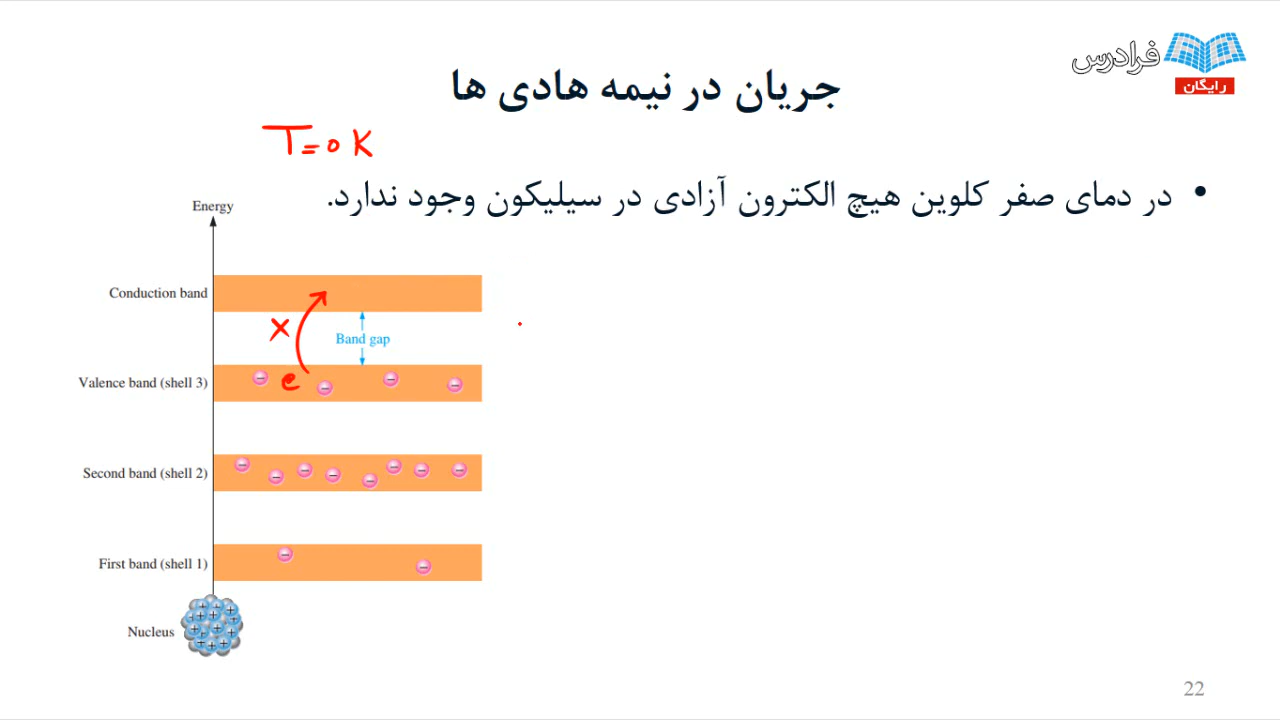 فرادرس
رایگان
جریان در نیمه هادی ها
T=0 K
• در دمای صفر کلوین هیچ الکترون آزادی در سیلیکون وجود ندارد.
Energy
Conduction band
x
Band gap
Valence band (shell 3)
e
Second band (shell 2)
First band (shell 1)
Nucleus
22